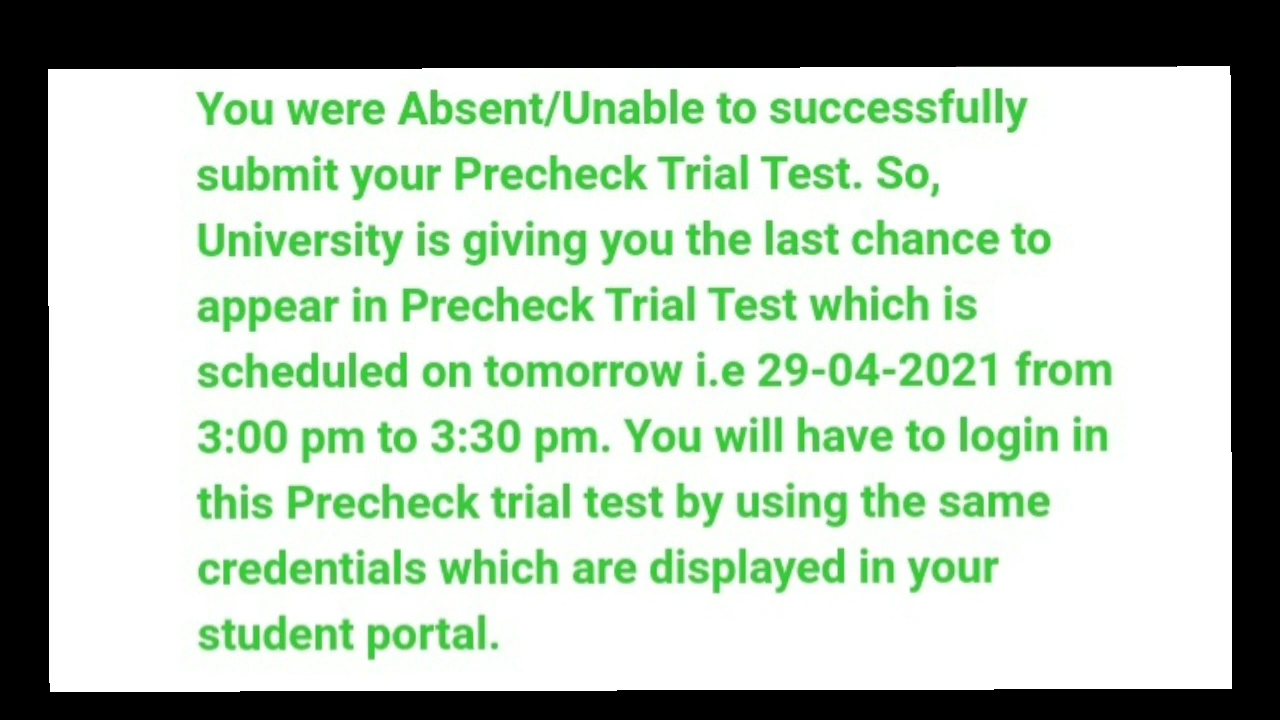 You were Absent/Unable to successfully
submit your Precheck Trial Test. So,
University is giving you the last chance to
appear in Precheck Trial Test which is
scheduled on tomorrow i.e 29-04-2021 from
3:00 pm to 3:30 pm. You will have to login in
this Precheck trial test by using the same
credentials which are displayed in your
student portal.